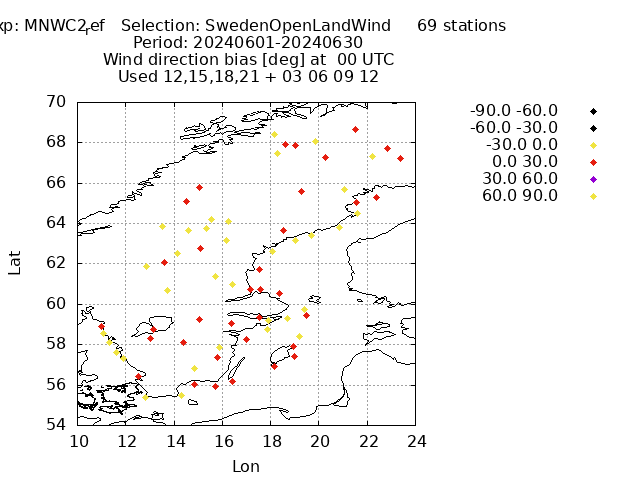 xp: MNWC2ref   Selection: SwedenOpenLandWind     69 stations
Period: 20240601-20240630
Wind direction bias [deg] at  00 UTC
Used 12,15,18,21 + 03 06 09 12
-90.0 -60.0
-60.0 -30.0
-30.0 0.0
0.0 30.0
30.0 60.0
60.0 90.0
70
68
66
64
62
60
58
56
54
Lat
10 12 14 16 18 20 22 24
Lon